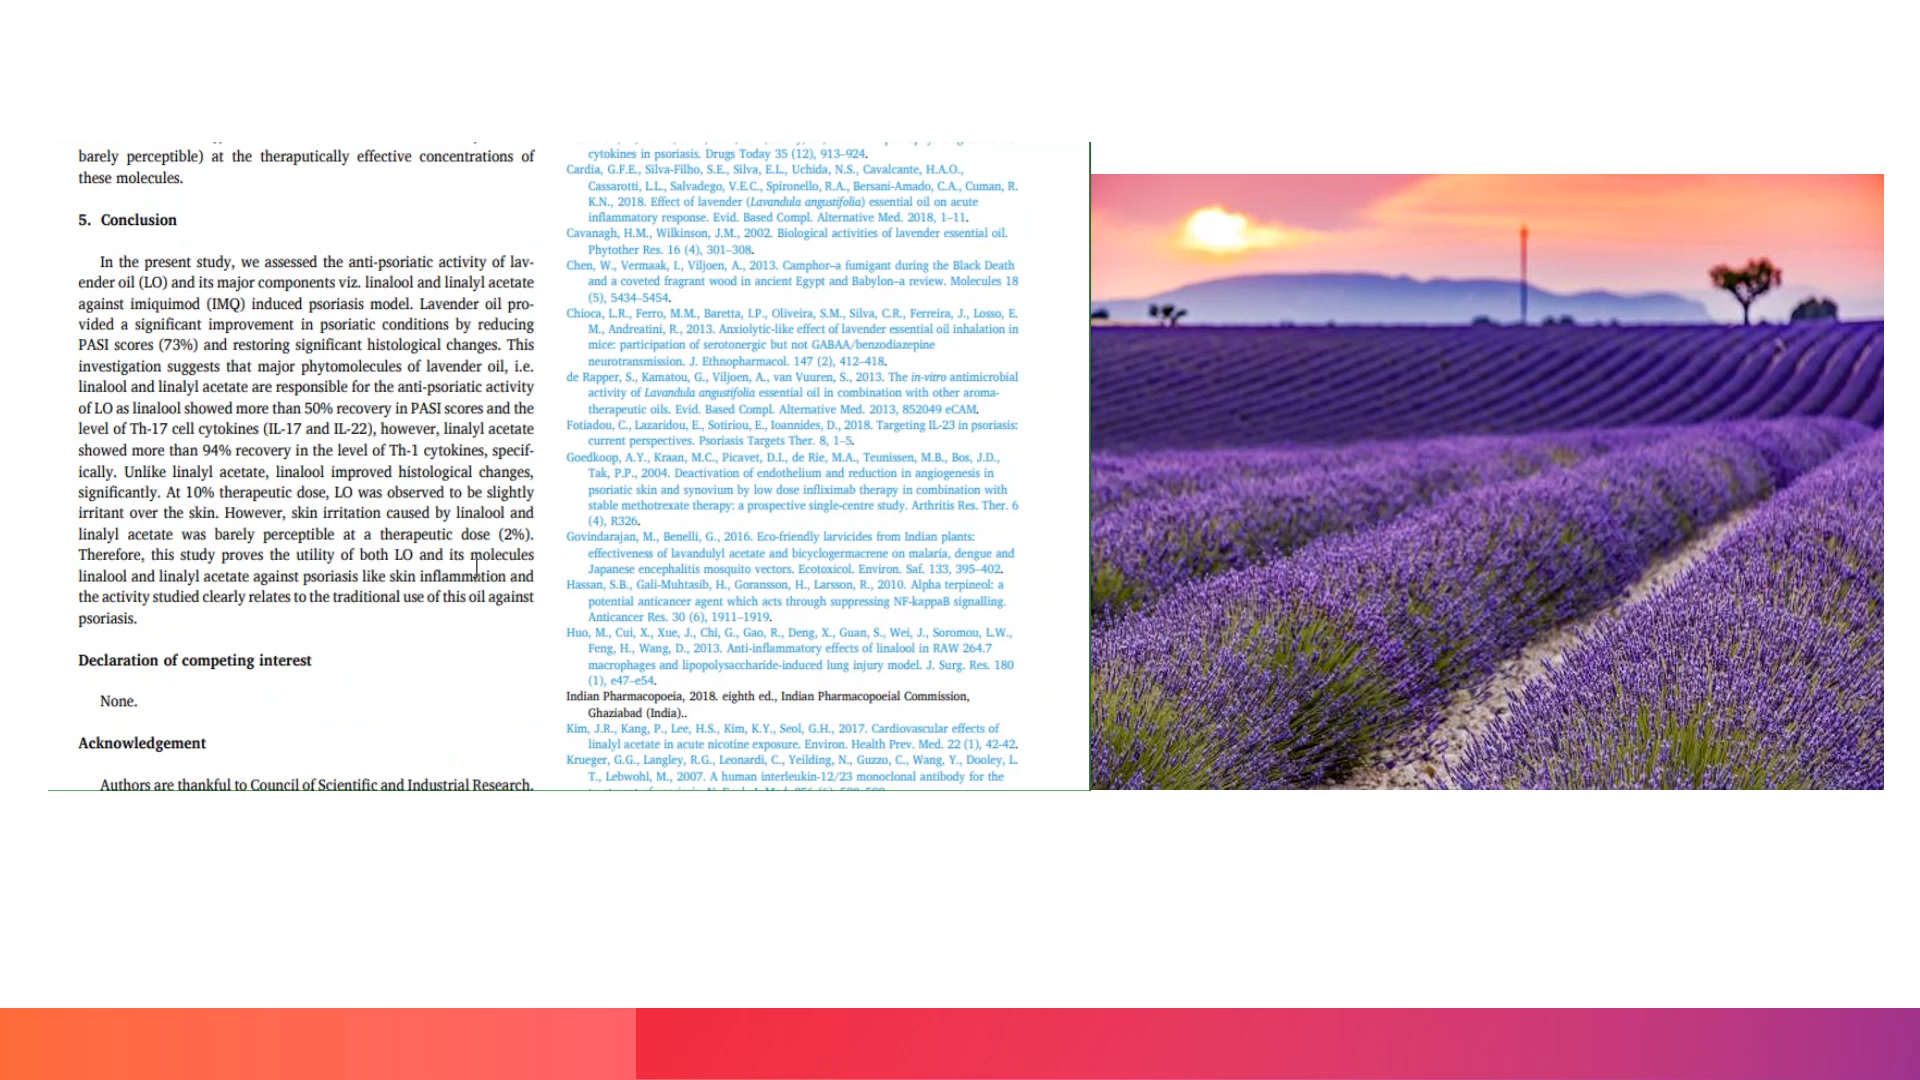 barely perceptible) at the theraputically effective concentrations of
these molecules.
5. Conclusion
In the present study, we assessed the anti-psoriatic activity of lav-
ender oil (LO) and its major components viz. linalool and linalyl acetate
against imiquimod (IMQ) induced psoriasis model. Lavender oil pro-
vided a significant improvement in psoriatic conditions by reducing
PASI scores (73%) and restoring significant histological changes. This
investigation suggests that major phytomolecules of lavender oil, i.e.
linalool and linalyl acetate are responsible for the anti-psoriatic activity
of LO as linalool showed more than 50% recovery in PASI scores and the
level of Th-17 cell cytokines (IL-17 and IL-22), however, linalyl acetate
showed more than 94% recovery in the level of Th-1 cytokines, specif-
ically. Unlike linalyl acetate, linalool improved histological changes,
significantly. At 10% therapeutic dose, LO was observed to be slightly
irritant over the skin. However, skin irritation caused by linalool and
linalyl acetate was barely perceptible at a therapeutic dose (2%).
Therefore, this study proves the utility of both LO and its molecules
linalool and linalyl acetate against psoriasis like skin inflammation and
the activity studied clearly relates to the traditional use of this oil against
psoriasis.
Declaration of competing interest
None.
Acknowledgement
Authors are thankful to Council of Scientific and Industrial Research,
cytokines in psoriasis. Drugs Today 35 (12), 913–924.
Cardia, G.F.E., Silva-Filho, S.E., Silva, E.L., Uchida, N.S., Cavalcante, H.A.O.,
Cassarotti, L.L., Salvadego, V.E.C., Spironello, R.A., Bersani-Amado, C.A., Cuman, R.
K.N., 2018. Effect of lavender (Lavandula angustifolia) essential oil on acute
inflammatory response. Evid. Based Compl. Alternative Med. 2018, 1–11.
Cavanagh, H.M., Wilkinson, J.M., 2002. Biological activities of lavender essential oil.
Phytother Res. 16 (4), 301–308.
Chen, W., Vermaak, I., Viljoen, A., 2013. Camphor–a fumigant during the Black Death
and a coveted fragrant wood in ancient Egypt and Babylon–a review. Molecules 18
(5), 5434–5454.
Chioca, L.R., Ferro, M.M., Baretta, I.P., Oliveira, S.M., Silva, C.R., Ferreira, J., Losso, E.
M., Andreatini, R., 2013. Anxiolytic-like effect of lavender essential oil inhalation in
mice: participation of serotonergic but not GABAA/benzodiazepine
neurotransmission. J. Ethnopharmacol. 147 (2), 412–418.
de Rapper, S., Kamatou, G., Viljoen, A., van Vuuren, S., 2013. The in-vitro antimicrobial
activity of Lavandula angustifolia essential oil in combination with other aroma-
therapeutic oils. Evid. Based Compl. Alternative Med. 2013, 852049 eCAM.
Fotiadou, C., Lazaridou, E., Sotiriou, E., Ioannides, D., 2018. Targeting IL-23 in psoriasis:
current perspectives. Psoriasis Targets Ther. 8, 1–5.
Goedkoop, A.Y., Kraan, M.C., Picavet, D.I., de Rie, M.A., Teunissen, M.B., Bos, J.D.,
Tak, P.P., 2004. Deactivation of endothelium and reduction in angiogenesis in
psoriatic skin and synovium by low dose infliximab therapy in combination with
stable methotrexate therapy: a prospective single-centre study. Arthritis Res. Ther. 6
(4), R326.
Govindarajan, M., Benelli, G., 2016. Eco-friendly larvicides from Indian plants:
effectiveness of lavandulyl acetate and bicyclogermacrene on malaria, dengue and
Japanese encephalitis mosquito vectors. Ecotoxicol. Environ. Saf. 133, 395–402.
Hassan, S.B., Gali-Muhtasib, H., Goransson, H., Larsson, R., 2010. Alpha terpineol: a
potential anticancer agent which acts through suppressing NF-kappaB signalling.
Anticancer Res. 30 (6), 1911–1919.
Huo, M., Cui, X., Xue, J., Chi, G., Gao, R., Deng, X., Guan, S., Wei, J., Soromou, L.W.,
Feng, H., Wang, D., 2013. Anti-inflammatory effects of linalool in RAW 264.7
macrophages and lipopolysaccharide-induced lung injury model. J. Surg. Res. 180
(1), e47–e54.
Indian Pharmacopoeia, 2018. eighth ed., Indian Pharmacopoeial Commission,
Ghaziabad (India)..
Kim, J.R., Kang, P., Lee, H.S., Kim, K.Y., Seol, G.H., 2017. Cardiovascular effects of
linalyl acetate in acute nicotine exposure. Environ. Health Prev. Med. 22 (1), 42-42.
Krueger, G.G., Langley, R.G., Leonardi, C., Yeilding, N., Guzzo, C., Wang, Y., Dooley, L.
T., Lebwohl, M., 2007. A human interleukin-12/23 monoclonal antibody for the